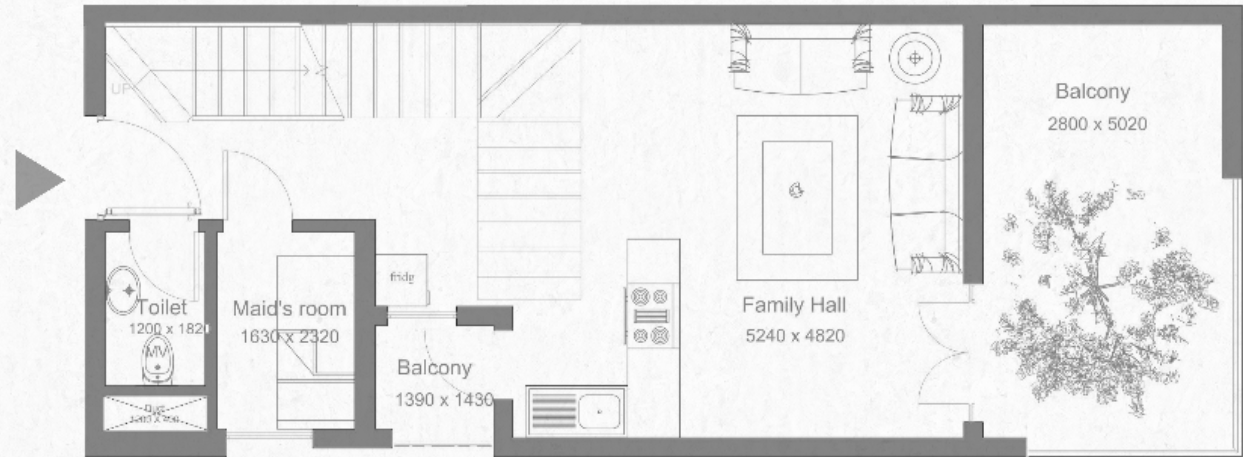 UP
Balcony
2800 x 5020
fridg
Toilet
1200 x 1820
MV
Maid's room
1630 x 2320
Family Hall
5240 x 4820
Balcony
1390 x 1430